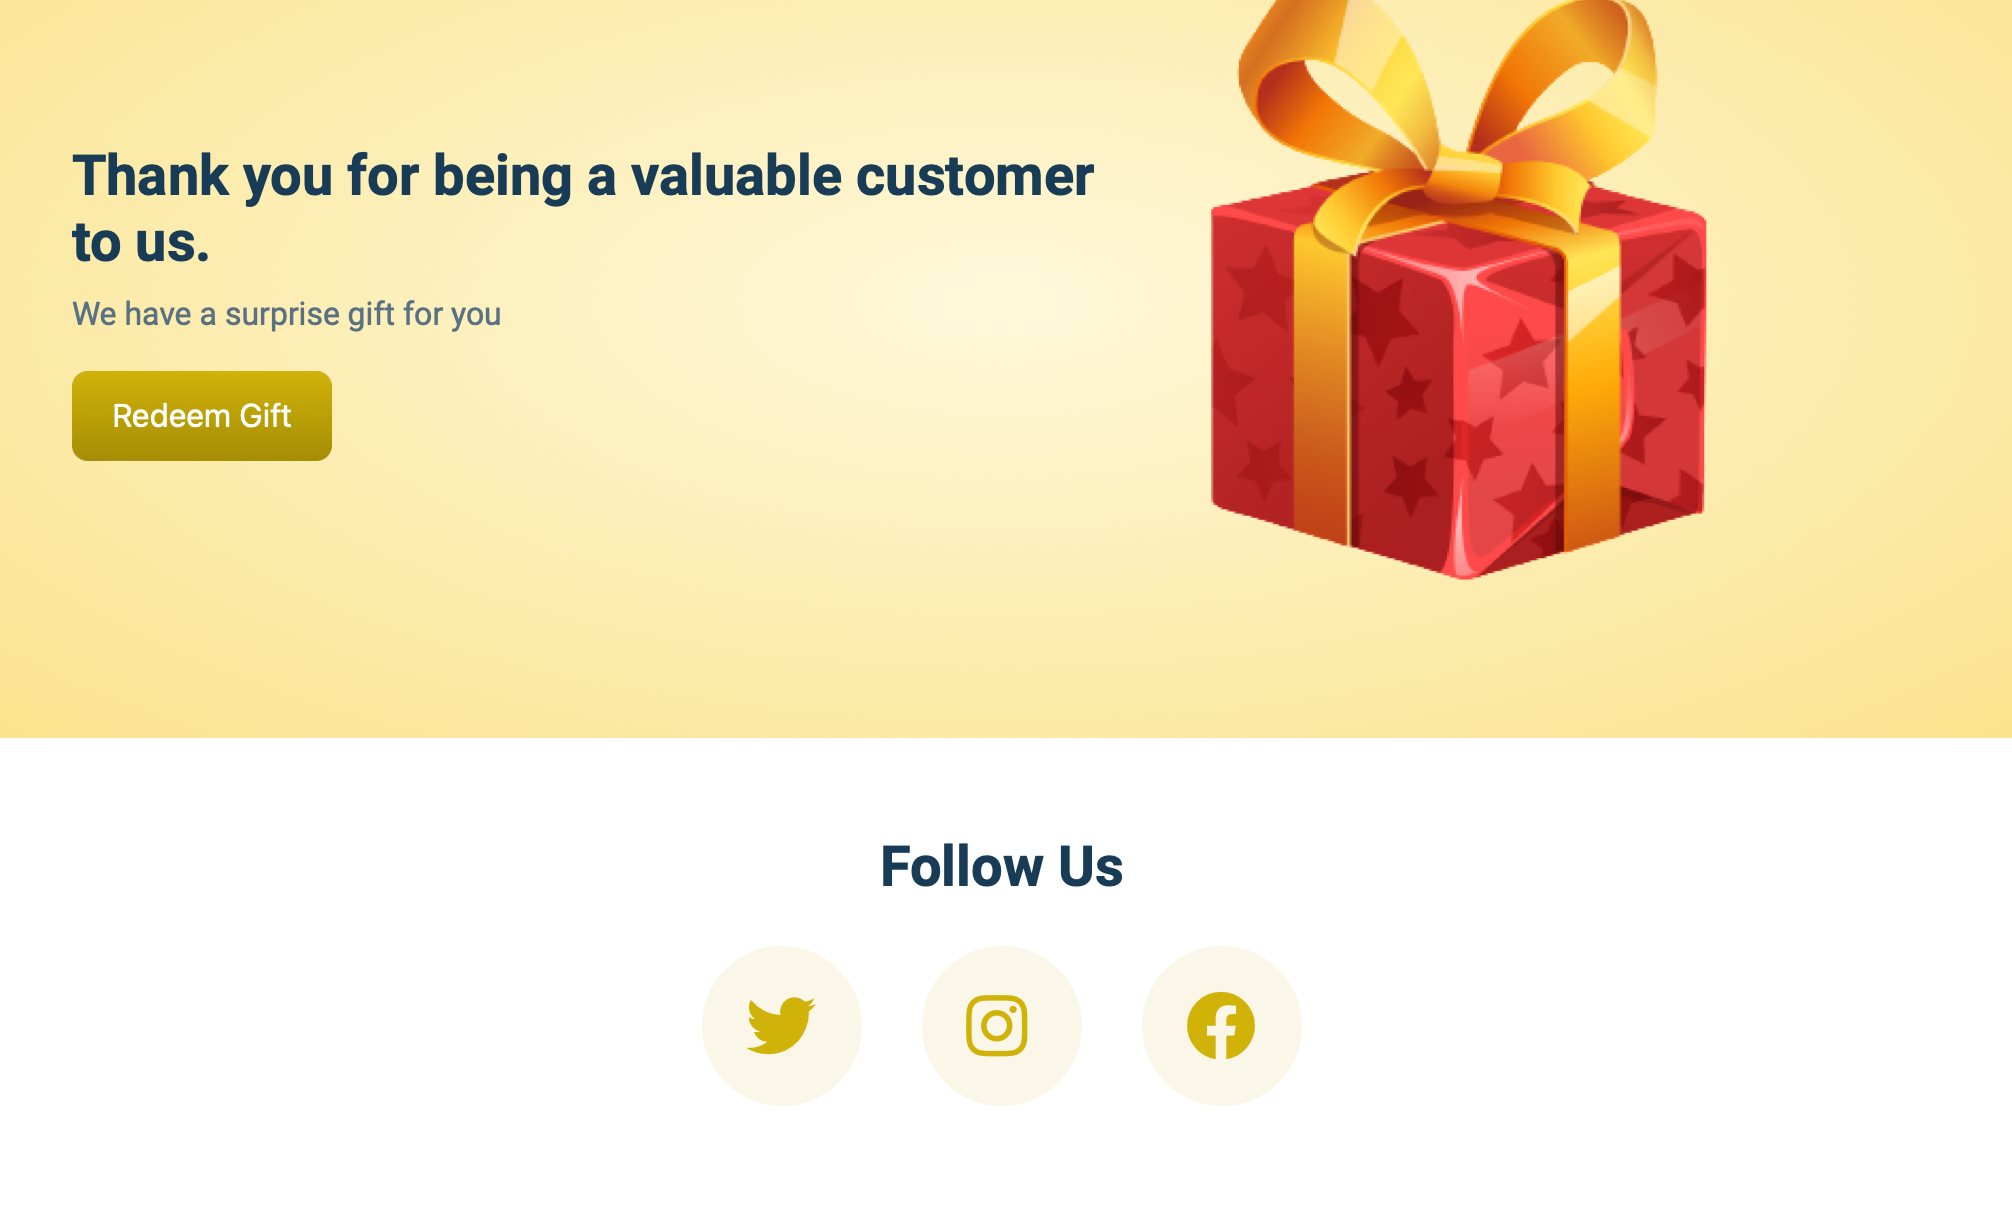 Thank you for being a valuable customer
to us.
We have a surprise gift for you
Redeem Gift
Follow Us